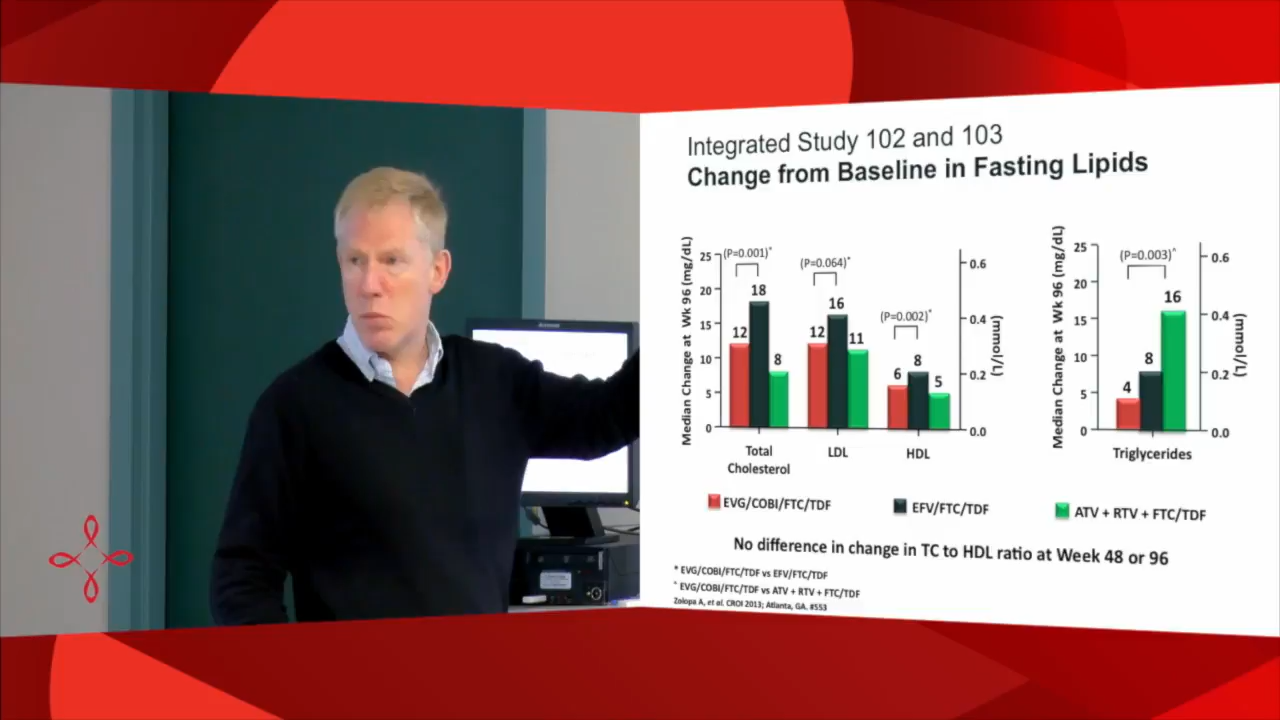 Integrated Study 102 and 103
Change from Baseline in Fasting Lipids
Median Change at Wk 96 (mg/dL)
25
20
15
10
5
0
(P=0.001)*
12
18
8
Total
Cholesterol
(P=0.064)*
12
16
11
LDL
(P=0.002)*
6
8
5
HDL
0.6
0.4
0.2
0.0
(mmol/L)
Median Change at Wk 96 (mg/dL)
25
20
15
10
5
0
(P=0.003)^
4
8
16
Triglycerides
0.6
0.4
0.2
0.0
(mmol/L)
EVG/COBI/FTC/TDF
EFV/FTC/TDF
ATV + RTV + FTC/TDF
No difference in change in TC to HDL ratio at Week 48 or 96
* EVG/COBI/FTC/TDF vs EFV/FTC/TDF
^ EVG/COBI/FTC/TDF vs ATV + RTV + FTC/TDF
Zolopa A, et al. CROI 2013; Atlanta, GA. #553